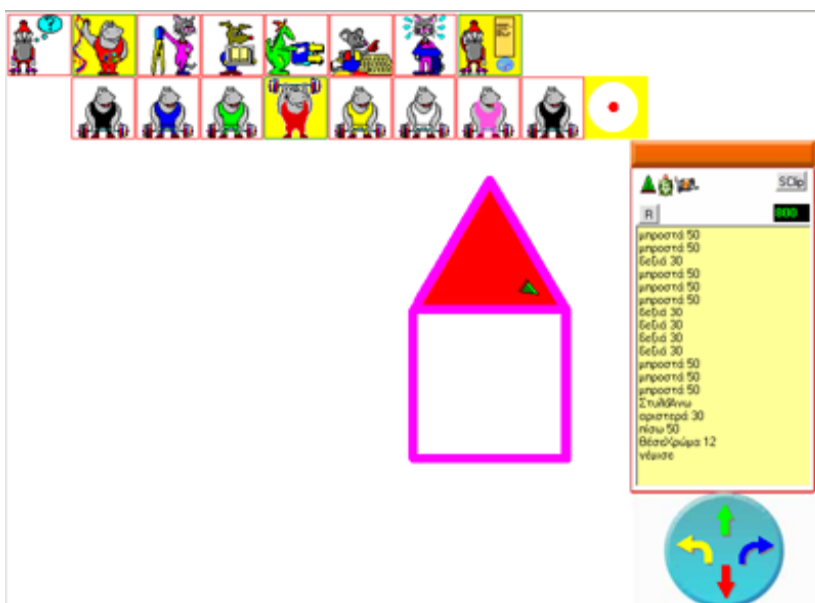 SClip
R
800
μπροστά 50
μπροστά 50
δεξιά 30
μπροστά 50
μπροστά 50
μπροστά 50
δεξιά 30
δεξιά 30
δεξιά 30
δεξιά 30
μπροστά 50
μπροστά 50
μπροστά 50
ΣτυλόΆνω
αριστερά 30
πίσω 50
θέσεΧρώμα 12
γέμισε